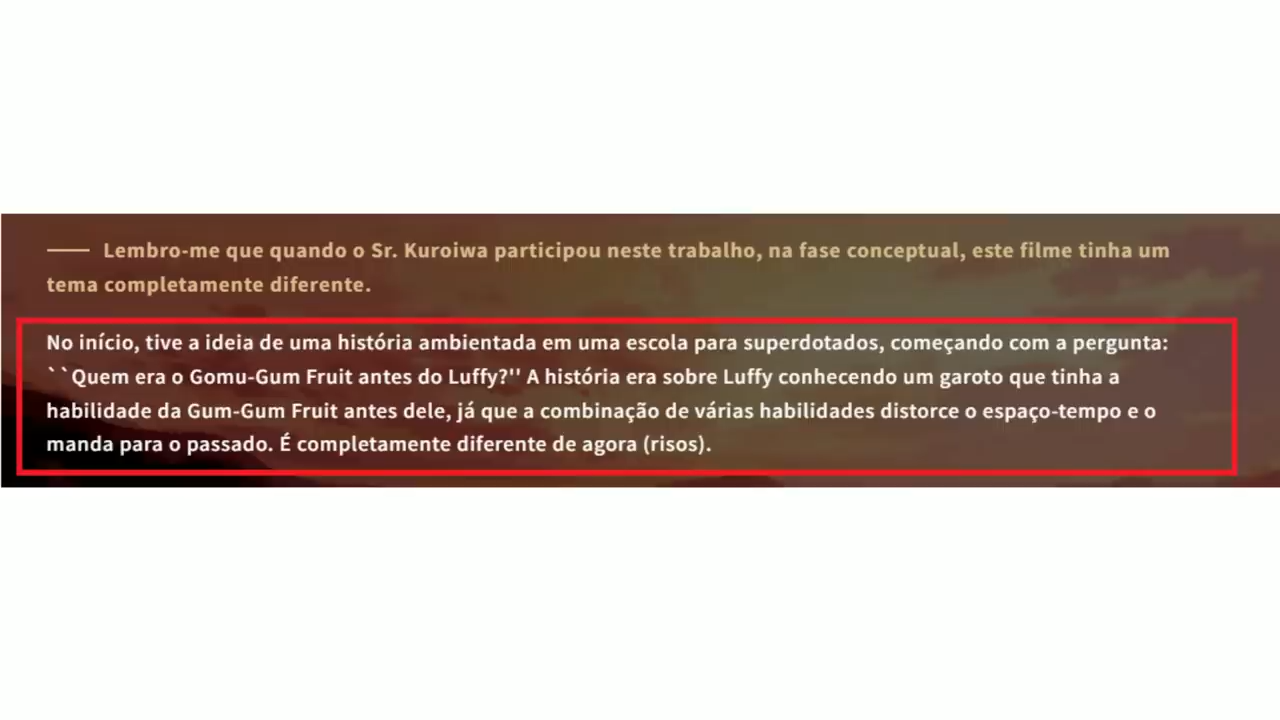 —— Lembro-me que quando o Sr. Kuroiwa participou neste trabalho, na fase conceptual, este filme tinha um
tema completamente diferente.
No início, tive a ideia de uma história ambientada em uma escola para superdotados, começando com a pergunta:
``Quem era o Gomu-Gum Fruit antes do Luffy?'' A história era sobre Luffy conhecendo um garoto que tinha a
habilidade da Gum-Gum Fruit antes dele, já que a combinação de várias habilidades distorce o espaço-tempo e o
manda para o passado. É completamente diferente de agora (risos).